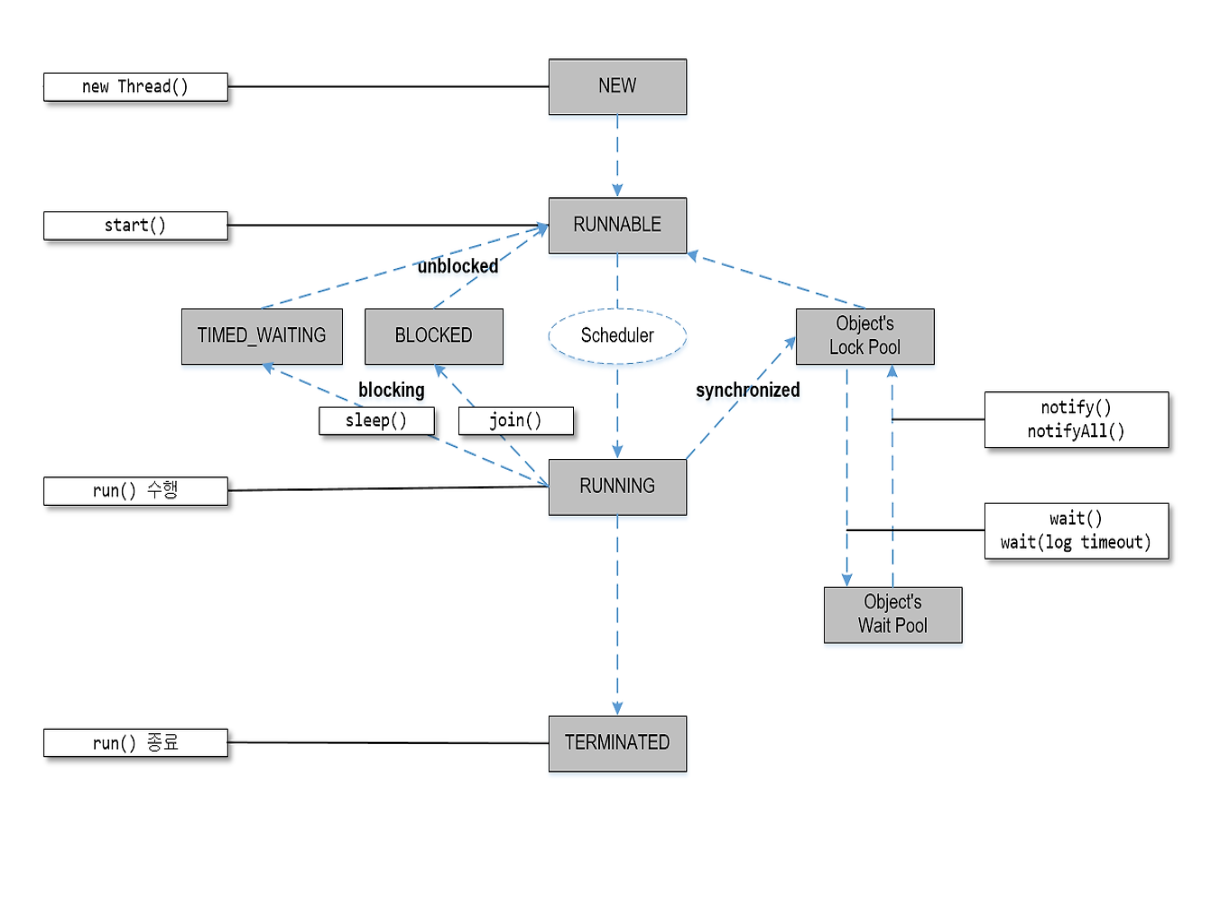 new Thread()
NEW
start()
RUNNABLE
unblocked
TIMED_WAITING
BLOCKED
Scheduler
Object's
Lock Pool
blocking
synchronized
sleep()
join()
notify()
notifyAll()
run() 수행
RUNNING
wait()
wait(log timeout)
Object's
Wait Pool
run() 종료
TERMINATED